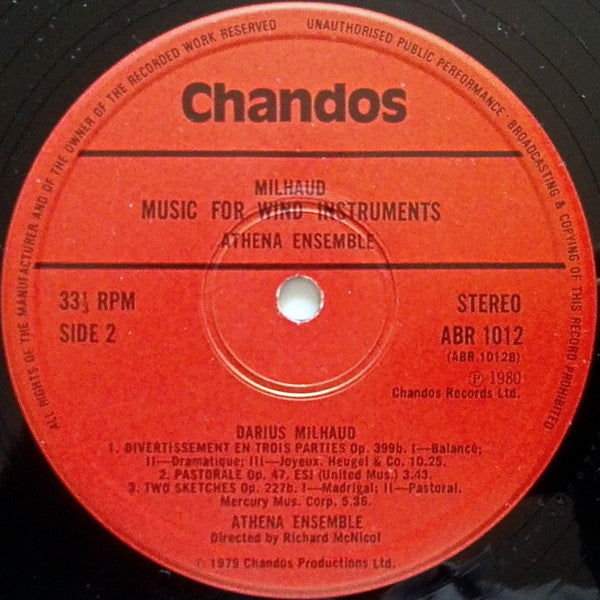 ALL RIGHTS OF THE MANUFACTURER AND OF THE OWNER OF THE RECORDED WORK RESERVED
UNAUTHORISED PUBLIC PERFORMANCE, BROADCASTING & COPYING OF THIS RECORD PROHIBITED
Chandos
MILHAUD
MUSIC FOR WIND INSTRUMENTS
ATHENA ENSEMBLE
33⅓ RPM
SIDE 2
STEREO
ABR 1012
(ABR.1012B)
℗ 1980
Chandos Records Ltd.
DARIUS MILHAUD
1. DIVERTISSEMENT EN TROIS PARTIES Op. 399b. I—Balancé;
II—Dramatique; III—Joyeux. Heugel & Co. 10.25.
2. PASTORALE Op. 47. ESI (United Mus.) 3.43.
3. TWO SKETCHES Op. 227b. I—Madrigal; II—Pastoral.
Mercury Mus. Corp. 5.36.
ATHENA ENSEMBLE
Directed by Richard McNicol
© 1979 Chandos Productions Ltd.